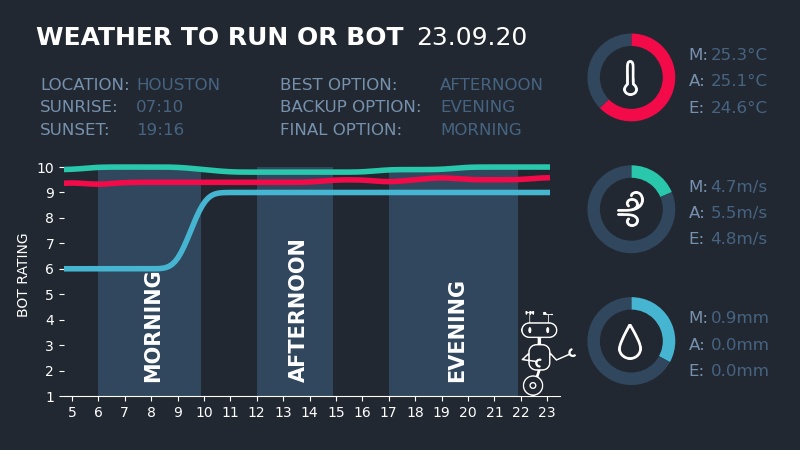 WEATHER TO RUN OR BOT 23.09.20
LOCATION: HOUSTON
SUNRISE: 07:10
SUNSET: 19:16
BEST OPTION: AFTERNOON
BACKUP OPTION: EVENING
FINAL OPTION: MORNING
M: 25.3°C
A: 25.1°C
E: 24.6°C
M: 4.7m/s
A: 5.5m/s
E: 4.8m/s
M: 0.9mm
A: 0.0mm
E: 0.0mm
BOT RATING
10
9
8
7
6
5
4
3
2
1
MORNING
AFTERNOON
EVENING
5 6 7 8 9 10 11 12 13 14 15 16 17 18 19 20 21 22 23